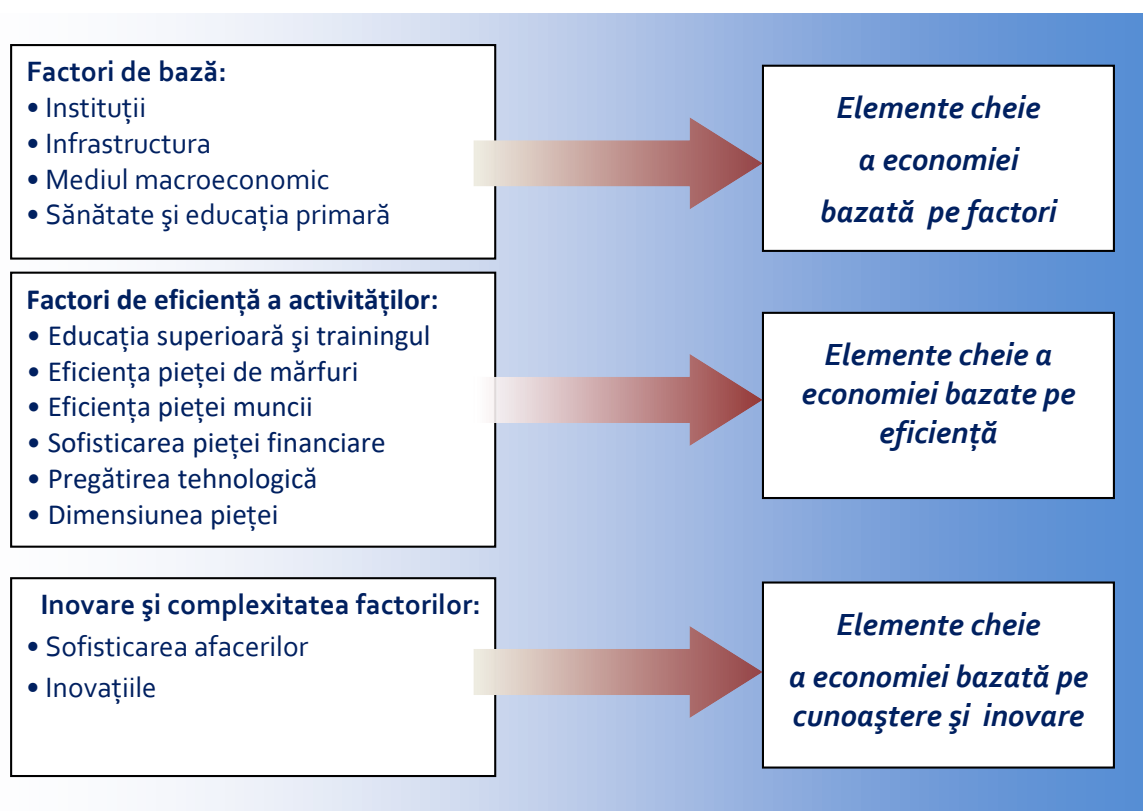 Factori de bază:
• Instituții
• Infrastructura
• Mediul macroeconomic
• Sănătate şi educația primară
Elemente cheie
a economiei
bazată pe factori
Factori de eficiență a activităților:
• Educația superioară şi trainingul
• Eficiența pieței de mărfuri
• Eficiența pieței muncii
• Sofisticarea pieței financiare
• Pregătirea tehnologică
• Dimensiunea pieței
Elemente cheie a
economiei bazate pe
eficiență
Inovare şi complexitatea factorilor:
• Sofisticarea afacerilor
• Inovațiile
Elemente cheie
a economiei bazată pe
cunoaştere şi inovare